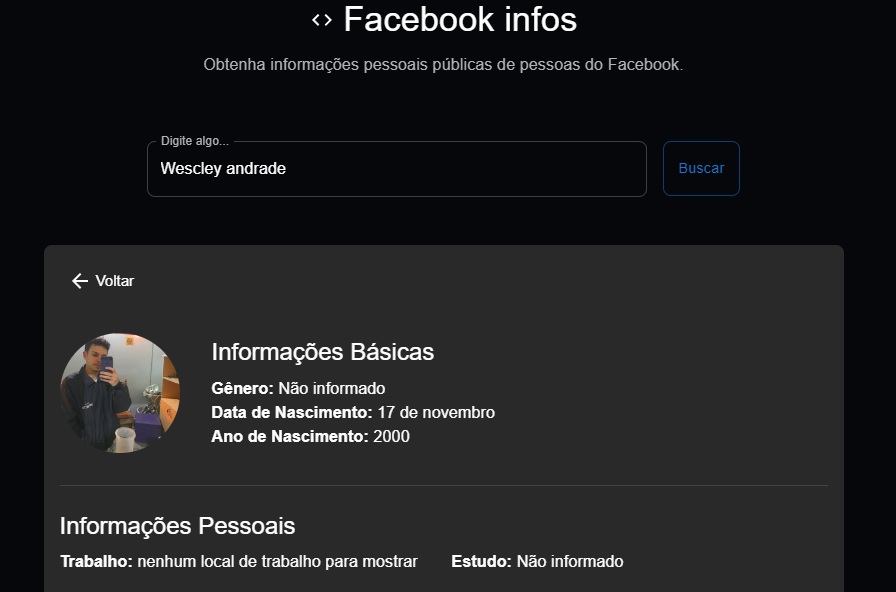 <> Facebook infos
Obtenha informações pessoais públicas de pessoas do Facebook.
Digite algo...
Wescley andrade
Buscar
← Voltar
Informações Básicas
Gênero: Não informado
Data de Nascimento: 17 de novembro
Ano de Nascimento: 2000
Informações Pessoais
Trabalho: nenhum local de trabalho para mostrar
Estudo: Não informado